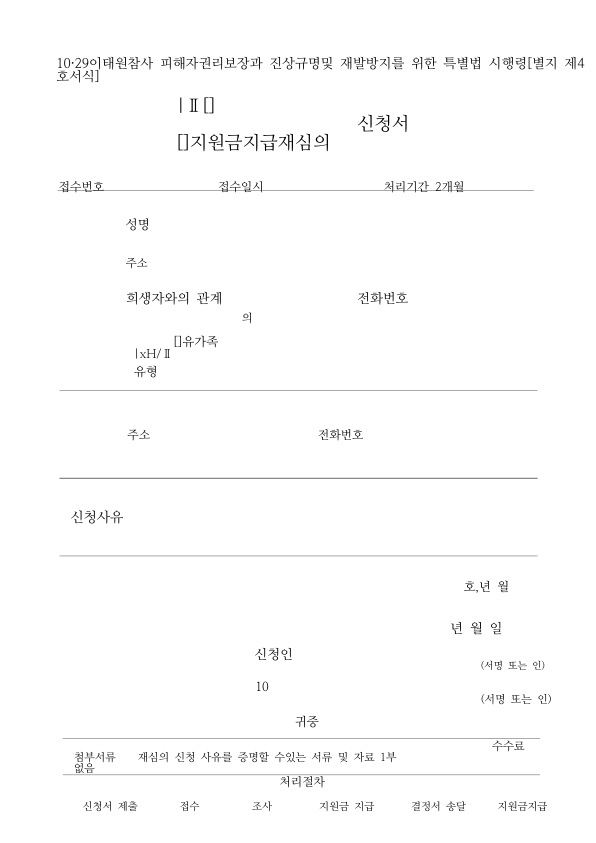 10·29이태원참사 피해자권리보장과 진상규명및 재발방지를 위한 특별법 시행령[별지 제4
호서식]
| Ⅱ []
신청서
[]지원금지급재심의
접수번호 접수일시 처리기간 2개월
성명
주소
희생자와의 관계 전화번호
의
[]유가족
|xH/Ⅱ
유형
주소 전화번호
신청사유
호,년 월
년 월 일
신청인
(서명 또는 인)
10
(서명 또는 인)
귀중
수수료
첨부서류 재심의 신청 사유를 증명할 수있는 서류 및 자료 1부
없음
처리절차
신청서 제출 접수 조사 지원금 지급 결정서 송달 지원금지급